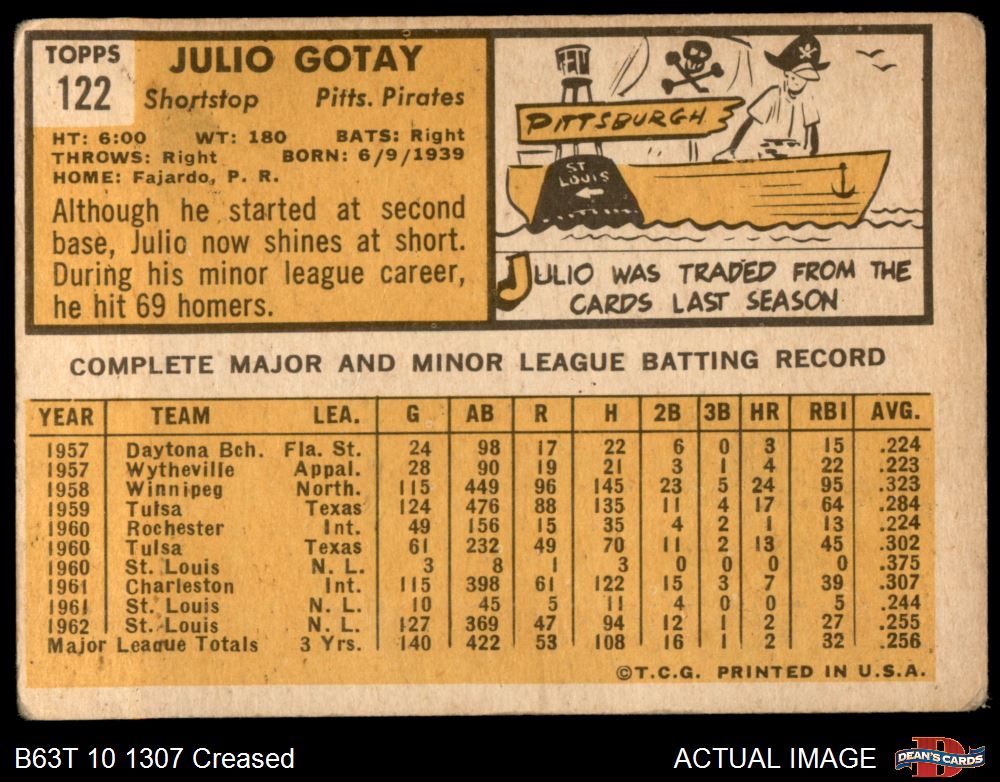 TOPPS
122
JULIO GOTAY
Shortstop Pitts. Pirates
HT: 6:00 WT: 180 BATS: Right
THROWS: Right BORN: 6/9/1939
HOME: Fajardo, P. R.
Although he started at second
base, Julio now shines at short.
During his minor league career,
he hit 69 homers.
PITTSBURGH
ST
LOUIS
JULIO WAS TRADED FROM THE
CARDS LAST SEASON
COMPLETE MAJOR AND MINOR LEAGUE BATTING RECORD
YEAR TEAM LEA. G AB R H 2B 3B HR RBI AVG.
1957 Daytona Bch. Fla. St. 24 98 17 22 6 0 3 15 .224
1957 Wytheville Appal. 28 90 19 21 3 1 4 22 .223
1958 Winnipeg North. 115 449 96 145 23 5 24 95 .323
1959 Tulsa Texas 124 476 88 135 11 4 17 64 .284
1960 Rochester Int. 49 156 15 35 4 2 1 13 .224
1960 Tulsa Texas 61 232 49 70 11 2 13 45 .302
1960 St. Louis N. L. 3 8 1 3 0 0 0 0 .375
1961 Charleston Int. 115 398 61 122 15 3 7 39 .307
1961 St. Louis N. L. 10 45 5 11 4 0 0 5 .244
1962 St. Louis N. L. 127 369 47 94 12 1 2 27 .255
Major League Totals 3 Yrs. 140 422 53 108 16 1 2 32 .256
©T.C.G. PRINTED IN U.S.A.
B63T 10 1307 Creased ACTUAL IMAGE
DEAN'S CARDS